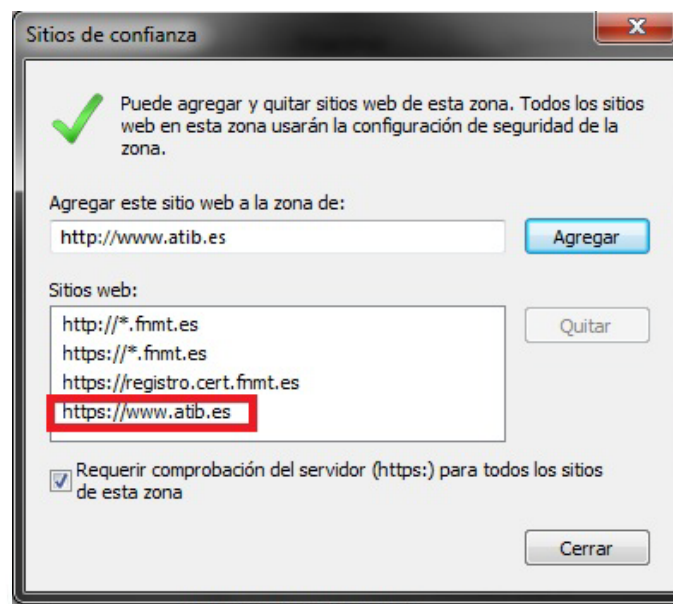 Sitios de confianza
Puede agregar y quitar sitios web de esta zona. Todos los sitios
web en esta zona usarán la configuración de seguridad de la
zona.
Agregar este sitio web a la zona de:
http://www.atib.es
Agregar
Sitios web:
http://*.fnmt.es
https://*.fnmt.es
https://registro.cert.fnmt.es
https://www.atib.es
Quitar
Requerir comprobación del servidor (https:) para todos los sitios
de esta zona
Cerrar